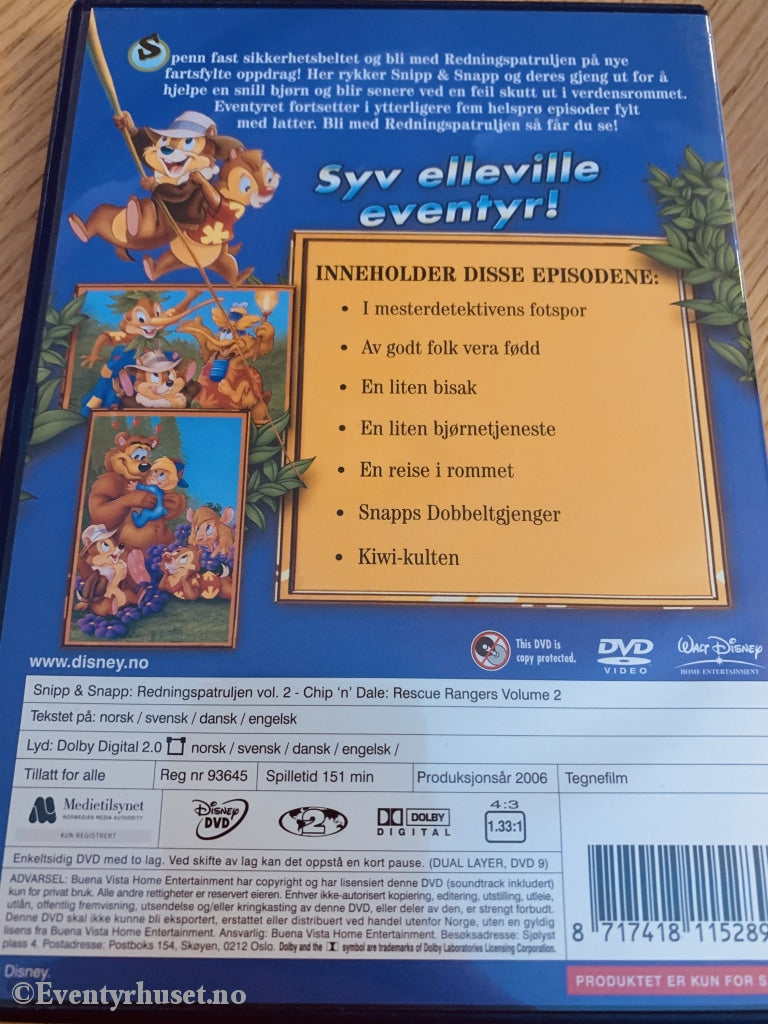 Spenn fast sikkerhetsbeltet og bli med Redningspatruljen på nye
fartsfylte oppdrag! Her rykker Snipp & Snapp og deres gjeng ut for å
hjelpe en snill bjørn og blir senere ved en feil skutt ut i verdensrommet.
Eventyret fortsetter i ytterligere fem helsprø episoder fylt
med latter. Bli med Redningspatruljen så får du se!
Syv elleville
eventyr!
INNEHOLDER DISSE EPISODENE:
• I mesterdetektivens fotspor
• Av godt folk vera fødd
• En liten bisak
• En liten bjørnetjeneste
• En reise i rommet
• Snapps Dobbeltgjenger
• Kiwi-kulten
www.disney.no
This DVD is
copy protected.
DVD
VIDEO
WALT DISNEY
HOME ENTERTAINMENT
Snipp & Snapp: Redningspatruljen vol. 2 - Chip 'n' Dale: Rescue Rangers Volume 2
Tekstet på: norsk / svensk / dansk / engelsk
Lyd: Dolby Digital 2.0 norsk / svensk / dansk / engelsk /
Tillatt for alle
Reg nr 93645
Spilletid 151 min
Produksjonsår 2006
Tegnefilm
Medietilsynet
NORWEGIAN MEDIA AUTHORITY
KUN REGISTRERT
Disney
DVD
2
DOLBY
DIGITAL
4:3
1.33:1
Enkeltsidig DVD med to lag. Ved skifte av lag kan det oppstå en kort pause. (DUAL LAYER, DVD 9)
ADVARSEL: Buena Vista Home Entertainment har copyright og har lisensiert denne DVD (soundtrack inkludert)
kun for privat bruk. Alle andre rettigheter er reservert eieren. Enhver ikke-autorisert kopiering, editering, utstilling, utleie,
utlån, offentlig fremvisning, utsendelse og/eller kringkasting av denne DVD, eller deler av den, er strengt forbudt.
Denne DVD skal ikke kunne bli eksportert, erstattet eller distribuert ved handel utenfor Norge, uten en gyldig
lisens fra Buena Vista Home Entertainment. Ansvarlig: Buena Vista Home Entertainment. Besøksadresse: Sjølyst
plass 4. Postadresse: Postboks 154, Skøyen, 0212 Oslo. Dolby and the symbol are trademarks of Dolby Laboratories Licensing Corporation.
8 717418 115289
Disney.
PRODUKTET ER KUN FOR S
©Eventyrhuset.no